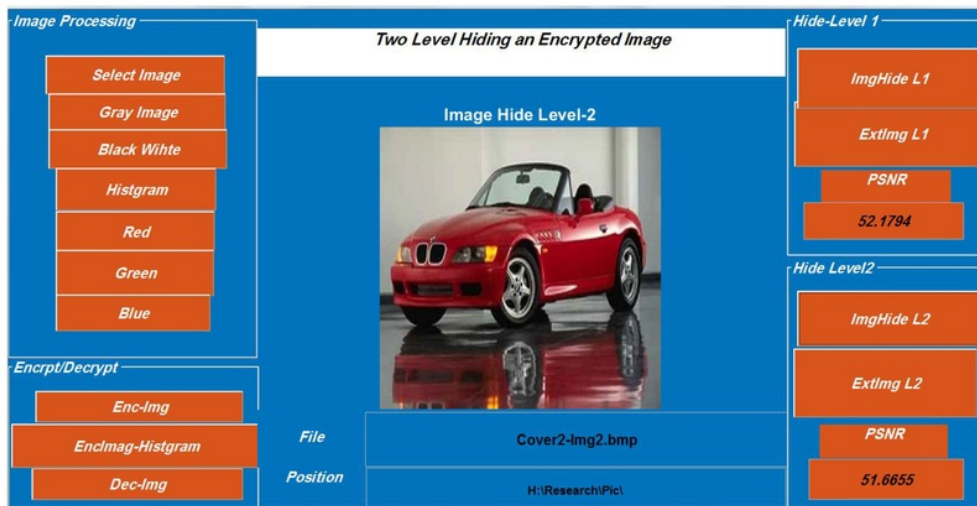 Image Processing
Select Image
Gray Image
Black Wihte
Histgram
Red
Green
Blue
Encrpt/Decrypt
Enc-Img
EncImag-Histgram
Dec-Img
Two Level Hiding an Encrypted Image
Image Hide Level-2
File
Cover2-Img2.bmp
Position
H:\Research\Pic\
Hide-Level 1
ImgHide L1
ExtImg L1
PSNR
52.1794
Hide Level2
ImgHide L2
ExtImg L2
PSNR
51.6655